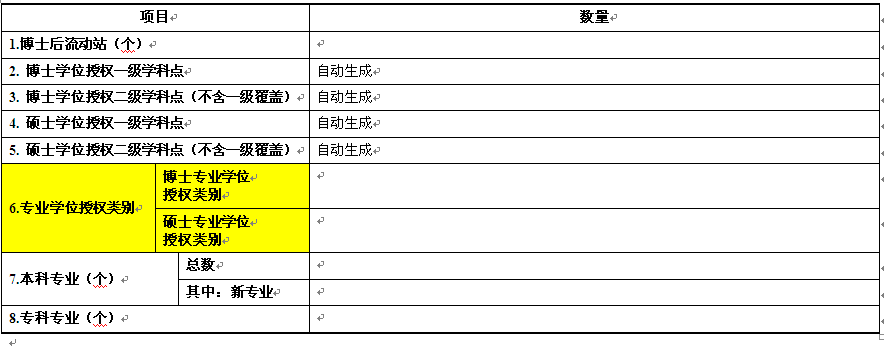 项目
数量
1.博士后流动站（个）
2. 博士学位授权一级学科点
自动生成
3. 博士学位授权二级学科点（不含一级覆盖）
自动生成
4. 硕士学位授权一级学科点
自动生成
5. 硕士学位授权二级学科点（不含一级覆盖）
自动生成
6.专业学位授权类别
博士专业学位
授权类别
硕士专业学位
授权类别
7.本科专业（个）
总数
其中：新专业
8.专科专业（个）